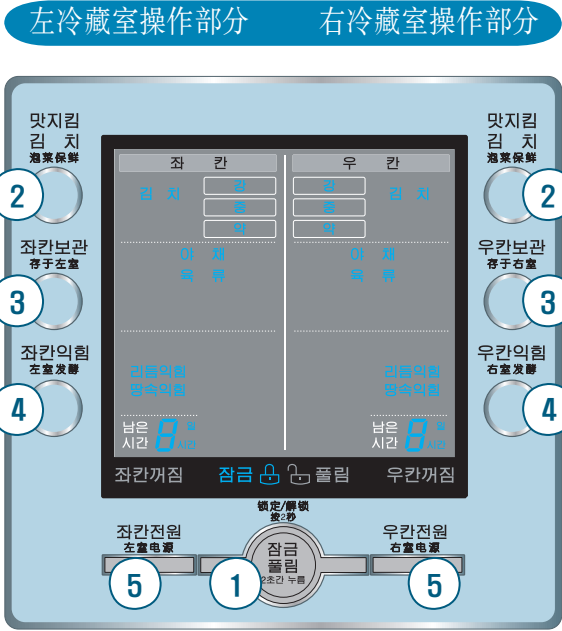 左冷藏室操作部分 右冷藏室操作部分
맛지킴
김 치
泡菜保鲜
2
좌칸보관
存于左室
3
좌칸익힘
左室发酵
4
맛지킴
김 치
泡菜保鲜
2
우칸보관
存于右室
3
우칸익힘
右室发酵
4
좌 칸
김 치
강
중
약
야 채
육 류
리듬익힘
땅속익힘
남은
시간
8
일
시간
우 칸
강
중
약
김 치
야 채
육 류
리듬익힘
땅속익힘
남은
시간
8
일
시간
좌칸꺼짐 잠금 풀림 우칸꺼짐
锁定/解锁
按2秒
좌칸전원
左室电源
5
1
잠금
풀림
2초간 누름
우칸전원
右室电源
5